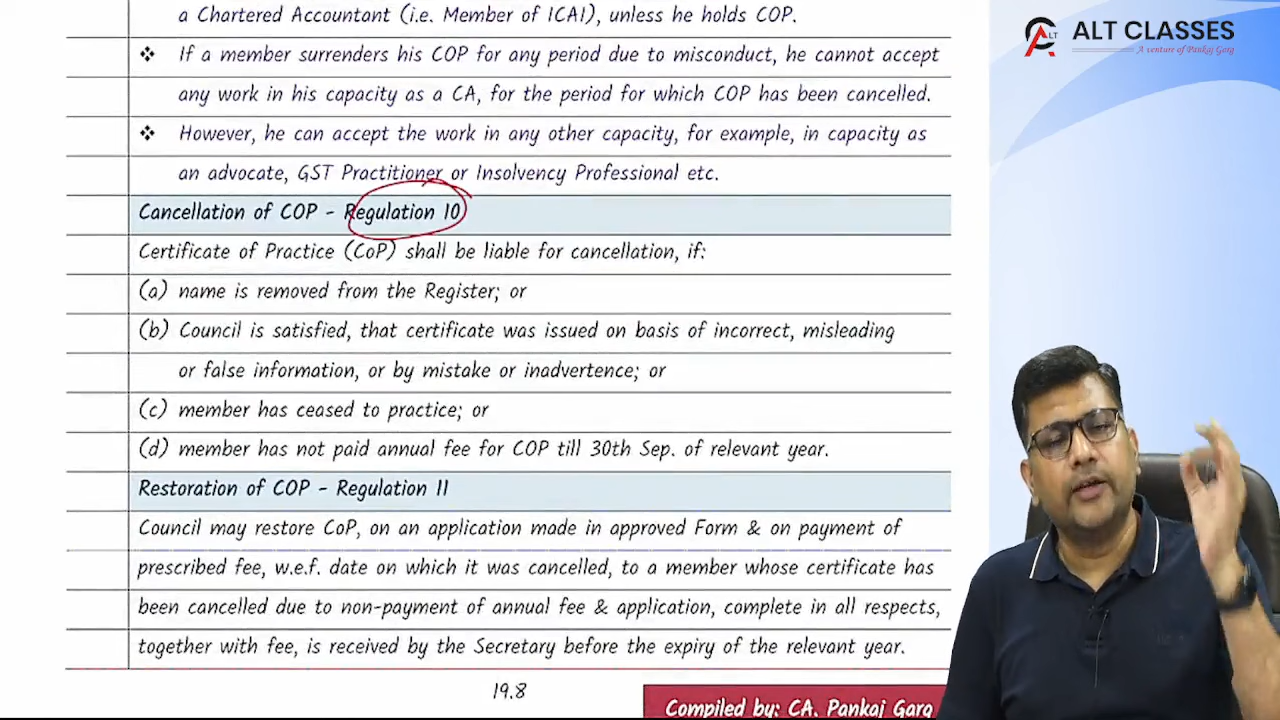 a Chartered Accountant (i.e. Member of ICAI), unless he holds COP.
❖ If a member surrenders his COP for any period due to misconduct, he cannot accept
any work in his capacity as a CA, for the period for which COP has been cancelled.
❖ However, he can accept the work in any other capacity, for example, in capacity as
an advocate, GST Practitioner or Insolvency Professional etc.
Cancellation of COP - Regulation 10
Certificate of Practice (CoP) shall be liable for cancellation, if:
(a) name is removed from the Register; or
(b) Council is satisfied, that certificate was issued on basis of incorrect, misleading
or false information, or by mistake or inadvertence; or
(c) member has ceased to practice; or
(d) member has not paid annual fee for COP till 30th Sep. of relevant year.
Restoration of COP - Regulation 11
Council may restore CoP, on an application made in approved Form & on payment of
prescribed fee, w.e.f. date on which it was cancelled, to a member whose certificate has
been cancelled due to non-payment of annual fee & application, complete in all respects,
together with fee, is received by the Secretary before the expiry of the relevant year.
19.8
Compiled by: CA. Pankaj Garg
ALT
ALT CLASSES
A venture of Pankaj Garg